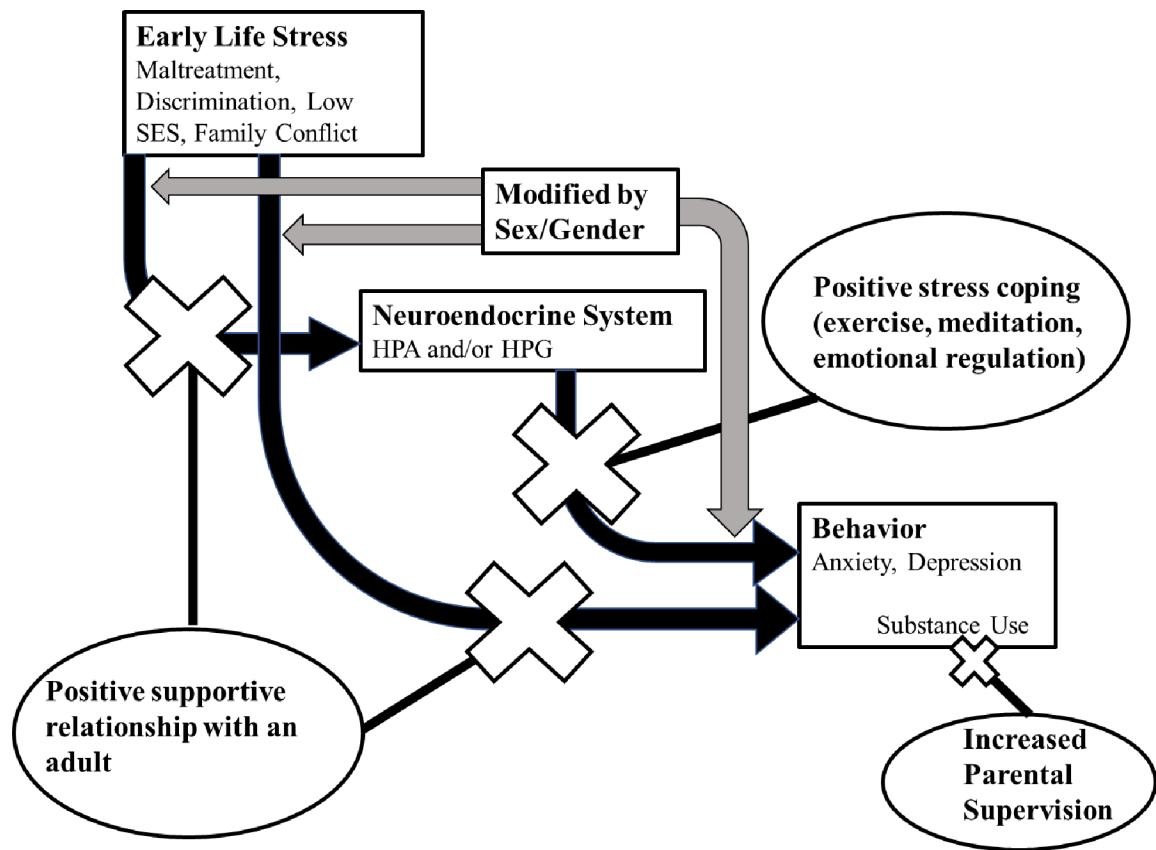 Early Life Stress
Maltreatment,
Discrimination, Low
SES, Family Conflict
Modified by
Sex/Gender
Positive stress coping
(exercise, meditation,
emotional regulation)
Neuroendocrine System
HPA and/or HPG
Behavior
Anxiety, Depression
Substance Use
Positive supportive
relationship with an
adult
Increased
Parental
Supervision